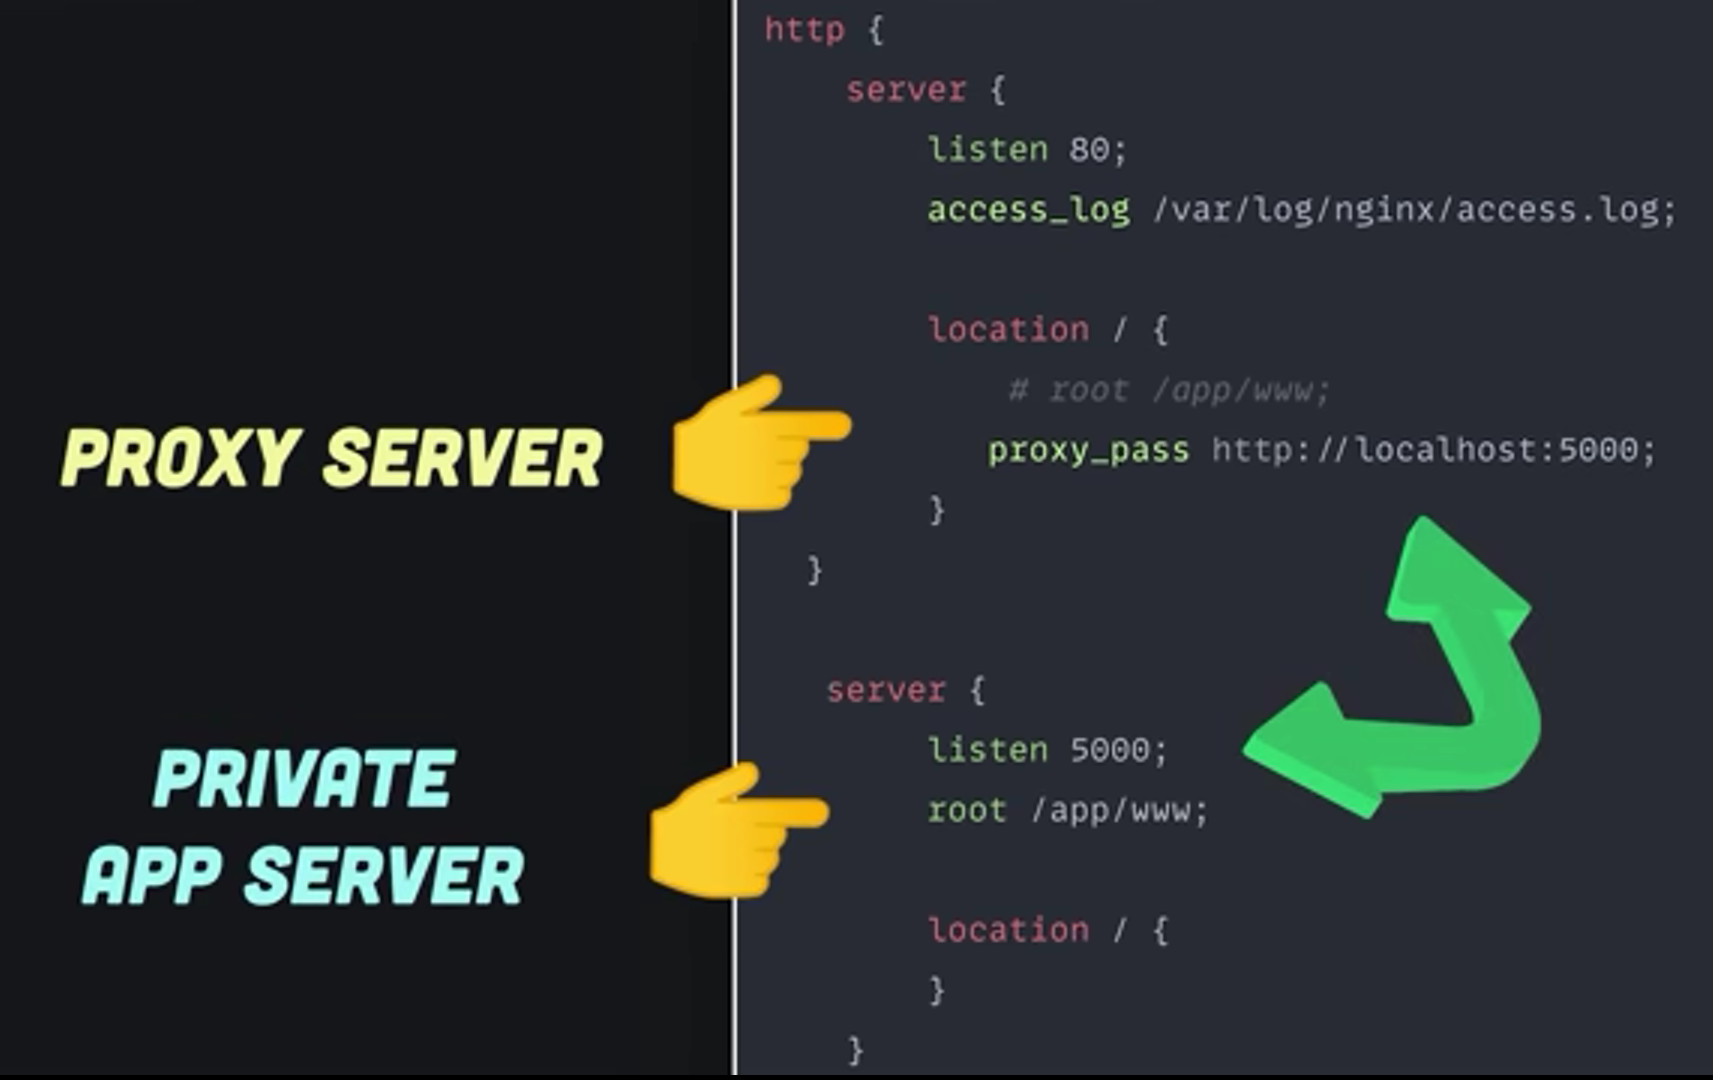 http {
server {
listen 80;
access_log /var/log/nginx/access.log;
location / {
# root /app/www;
PROXY SERVER
proxy_pass http://localhost:5000;
}
}
server {
PRIVATE
listen 5000;
root /app/www;
APP SERVER
location / {
}
}